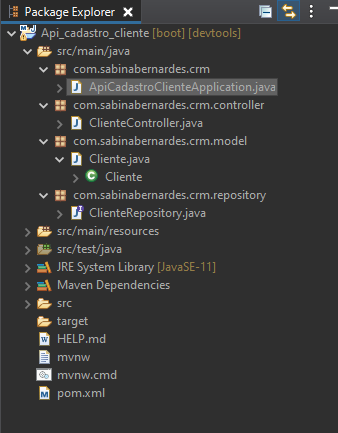 Package Explorer
Api_cadastro_cliente [boot] [devtools]
src/main/java
com.sabinabernardes.crm
ApiCadastroClienteApplication.java
com.sabinabernardes.crm.controller
ClienteController.java
com.sabinabernardes.crm.model
Cliente.java
Cliente
com.sabinabernardes.crm.repository
ClienteRepository.java
src/main/resources
src/test/java
JRE System Library [JavaSE-11]
Maven Dependencies
src
target
HELP.md
mvnw
mvnw.cmd
pom.xml